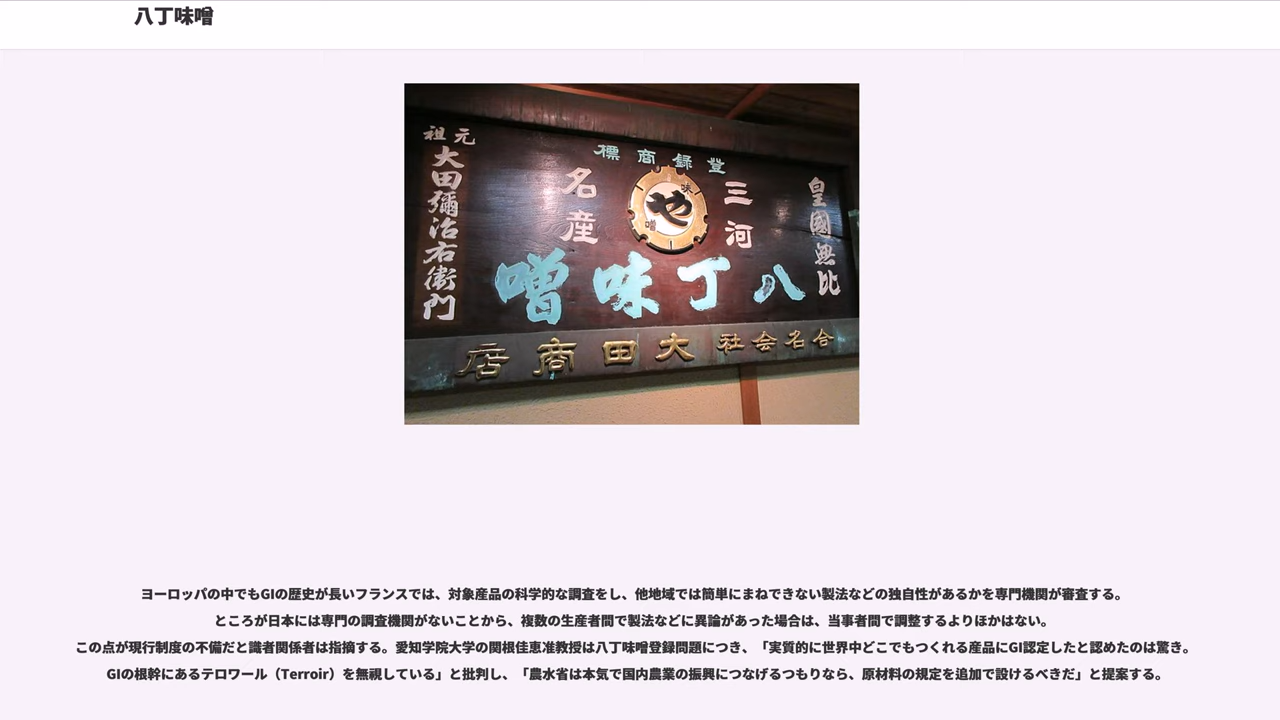 八丁味噌
登録商標
皇國無比
三河
名産
味
地
噌
元祖
大田彌治右衛門
八丁味噌
合名会社大田商店
ヨーロッパの中でもGIの歴史が長いフランスでは、対象産品の科学的な調査をし、他地域では簡単にまねできない製法などの独自性があるかを専門機関が審査する。
ところが日本には専門の調査機関がないことから、複数の生産者間で製法などに異論があった場合は、当事者間で調整するよりほかはない。
この点が現行制度の不備だと識者関係者は指摘する。愛知学院大学の関根佳恵准教授は八丁味噌登録問題につき、「実質的に世界中どこでもつくれる産品にGI認定したと認めたのは驚き。
GIの根幹にあるテロワール（Terroir）を無視している」と批判し、「農水省は本気で国内農業の振興につなげるつもりなら、原材料の規定を追加で設けるべきだ」と提案する。